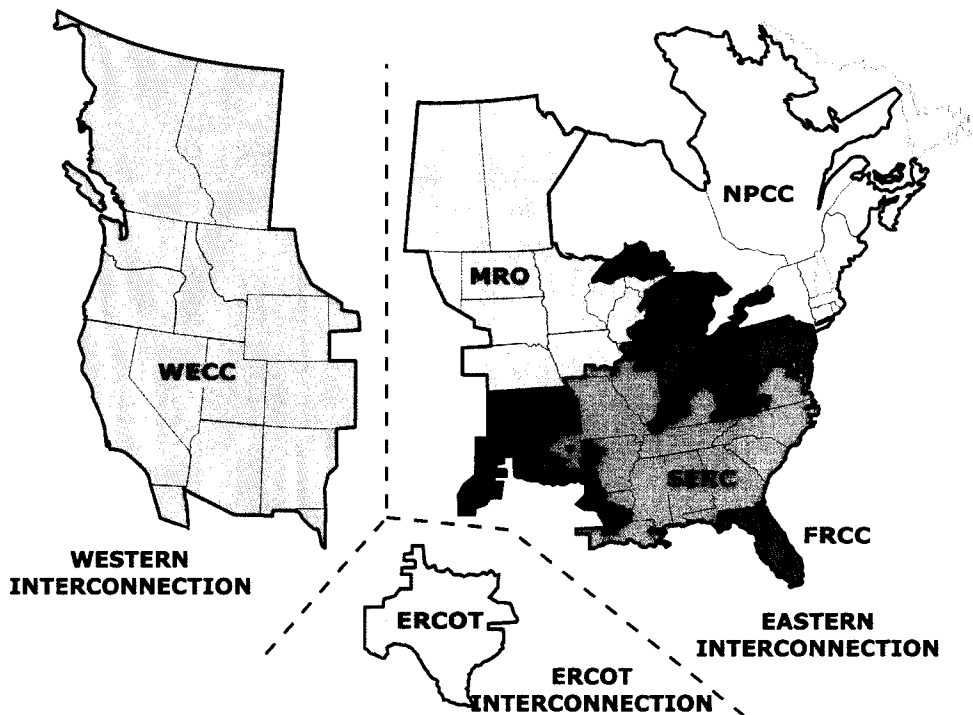 NPCC
MRO
WECC
SERC
FRCC
WESTERN
INTERCONNECTION
ERCOT
EASTERN
INTERCONNECTION
ERCOT
INTERCONNECTION